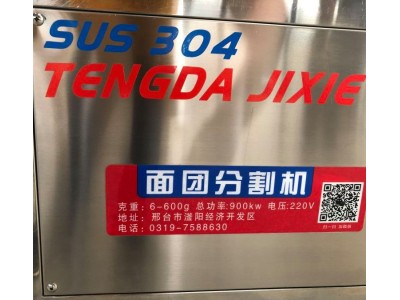 SUS 304
TENGDA JIXIE
面团分割机
克重：6-600g 总功率:900kw 电压:220V
地址：邢台市滏阳经济开发区
电话：0319-7588630